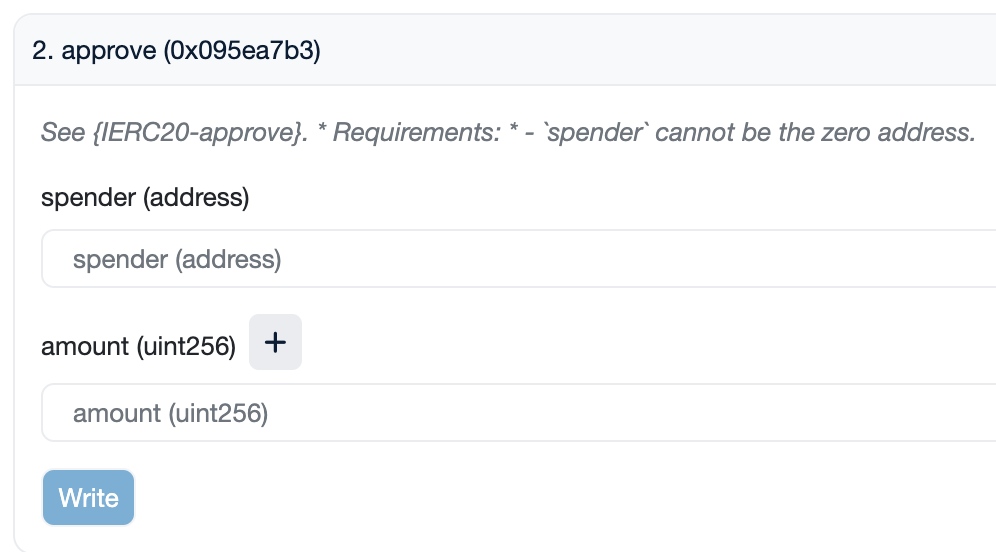 2. approve (0x095ea7b3)
See {IERC20-approve}. * Requirements: * - `spender` cannot be the zero address.
spender (address)
spender (address)
amount (uint256) +
amount (uint256)
Write